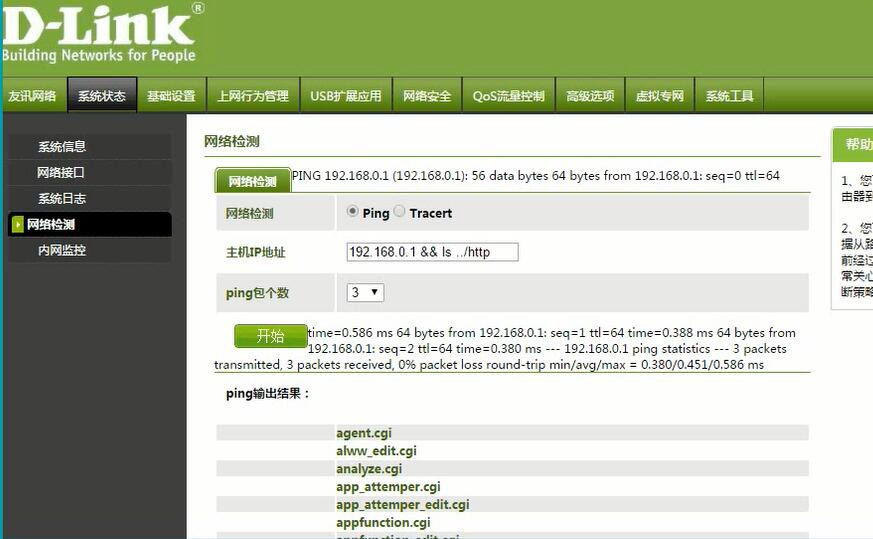 D-Link®
Building Networks for People
友讯网络 系统状态 基础设置 上网行为管理 USB扩展应用 网络安全 QoS流量控制 高级选项 虚拟专网 系统工具
系统信息
网络接口
系统日志
网络检测
内网监控
网络检测
网络检测 PING 192.168.0.1 (192.168.0.1): 56 data bytes 64 bytes from 192.168.0.1: seq=0 ttl=64
网络检测 Ping Tracert
主机IP地址 192.168.0.1 && ls ../http
ping包个数 3
开始 time=0.586 ms 64 bytes from 192.168.0.1: seq=1 ttl=64 time=0.388 ms 64 bytes from
192.168.0.1: seq=2 ttl=64 time=0.380 ms --- 192.168.0.1 ping statistics --- 3 packets
transmitted, 3 packets received, 0% packet loss round-trip min/avg/max = 0.380/0.451/0.586 ms
ping输出结果：
agent.cgi
alww_edit.cgi
analyze.cgi
app_attemper.cgi
app_attemper_edit.cgi
appfunction.cgi
appfunction_edit.cgi
帮助
1、您
由器到
2、您
据从路
前经过
常关心
断策略